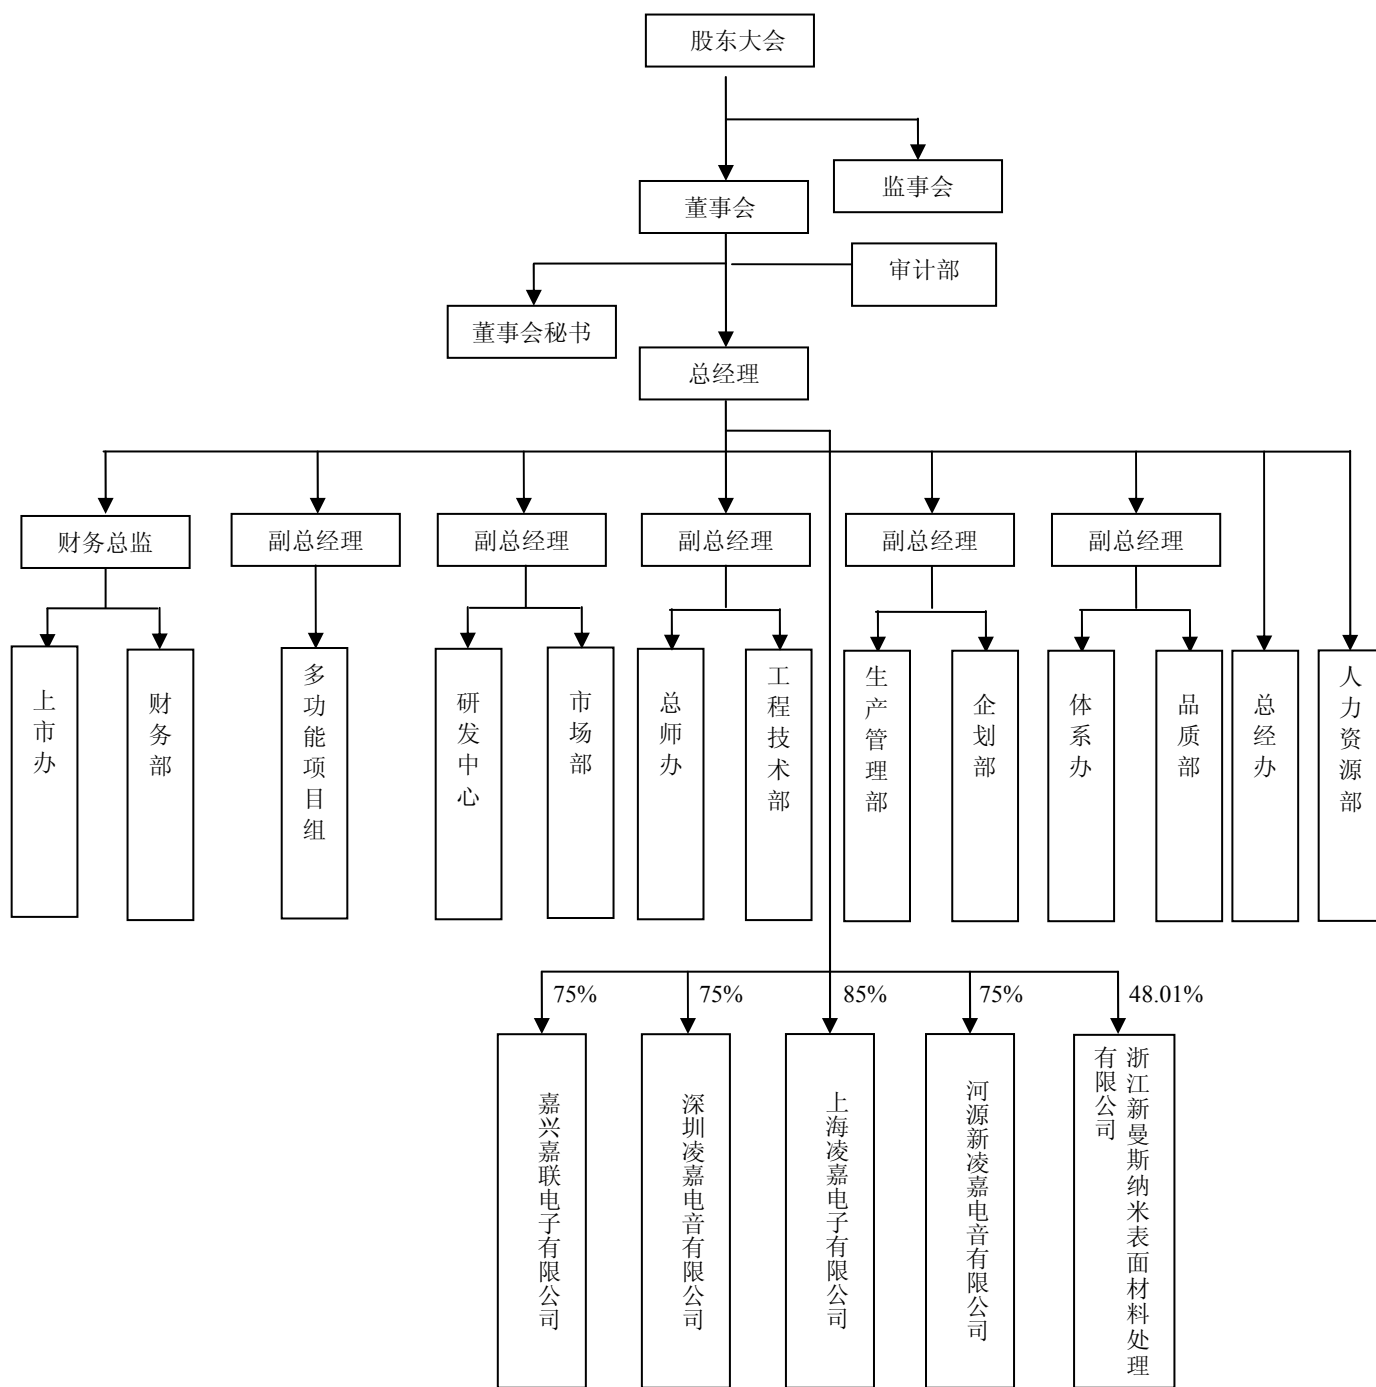 股东大会
监事会
董事会
审计部
董事会秘书
总经理
财务总监
副总经理
副总经理
副总经理
副总经理
副总经理
上市办
财务部
多功能项目组
研发中心
市场部
总师办
工程技术部
生产管理部
企划部
体系办
品质部
总经办
人力资源部
75%
75%
85%
75%
48.01%
嘉兴嘉联电子有限公司
深圳凌嘉电音有限公司
上海凌嘉电子有限公司
河源新凌嘉电音有限公司
浙江新曼斯纳米表面材料处理
有限公司